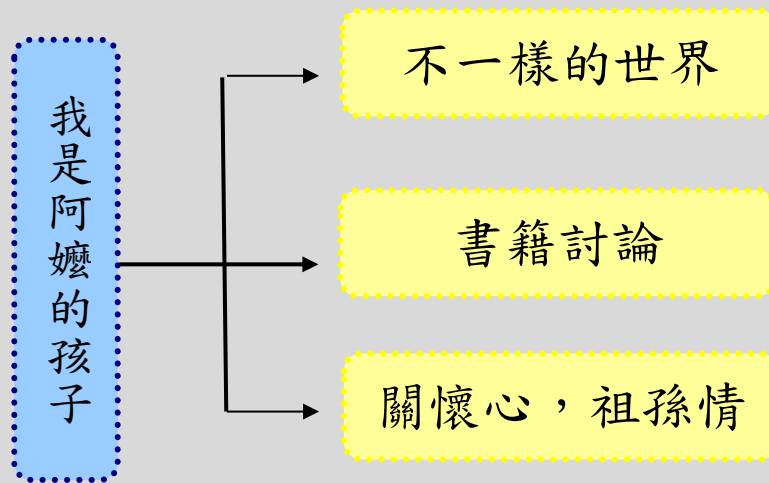 我是阿嬤的孩子
不一樣的世界
書籍討論
關懷心，祖孫情